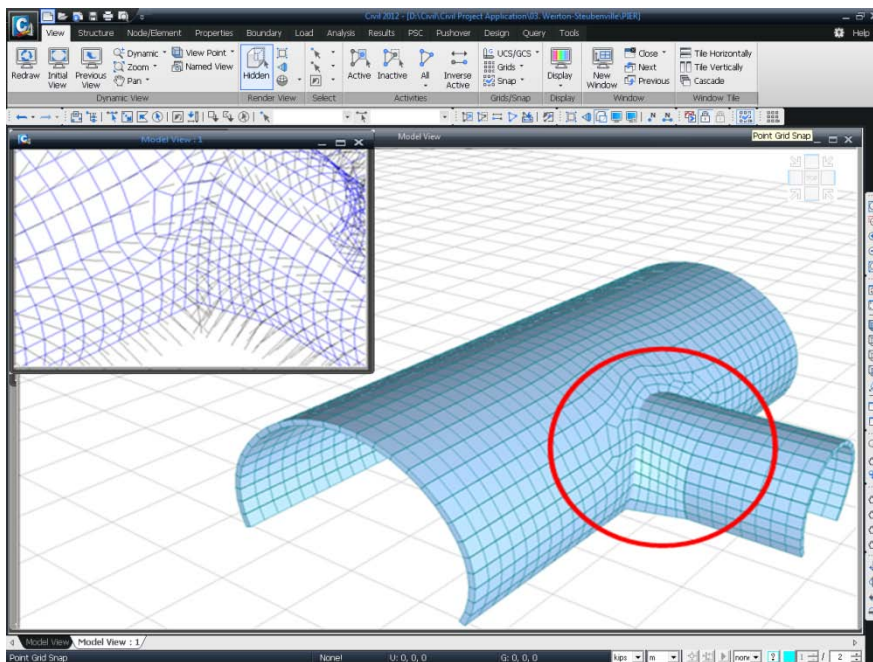 Civil 2012 - [D:\Civil\Civil Project Application\03. Weirton-Steubenville\PIER]
View Structure Node/Element Properties Boundary Load Analysis Results PSC Pushover Design Query Tools Help
Redraw Initial View Previous View Dynamic Zoom Pan View Point Named View Hidden Active Inactive All Inverse Active UCS/GCS Grids Snap Display New Window Close Next Previous Tile Horizontally Tile Vertically Cascade
Dynamic View Render View Select Activities Grids/Snap Display Window Window Tile
Point Grid Snap
Model View : 1
Model View
Model View Model View : 1
Point Grid Snap None! U: 0, 0, 0 G: 0, 0, 0 kips m 1 / 2